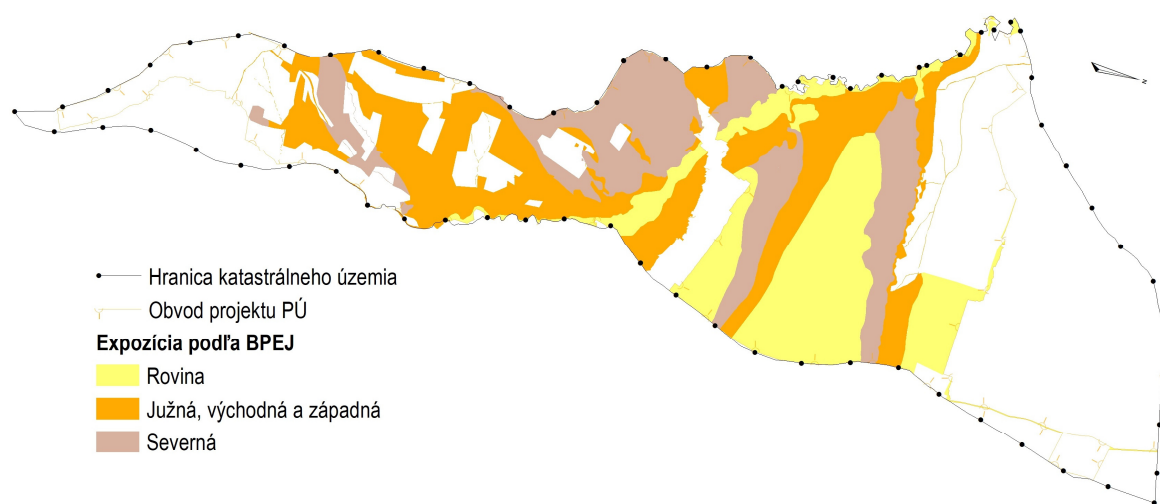 Hranica katastrálneho územia
Obvod projektu PÚ
Expozícia podľa BPEJ
Rovina
Južná, východná a západná
Severná